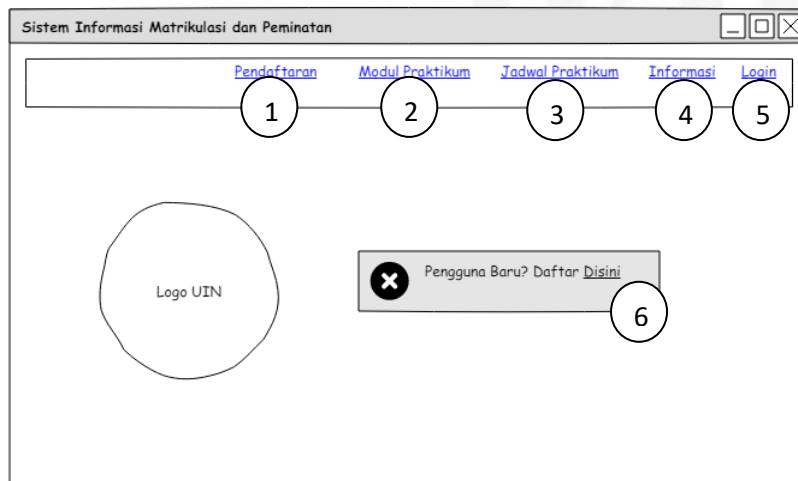 Sistem Informasi Matrikulasi dan Peminatan
Pendaftaran Modul Praktikum Jadwal Praktikum Informasi Login
1 2 3 4 5
Logo UIN
Pengguna Baru? Daftar Disini
6